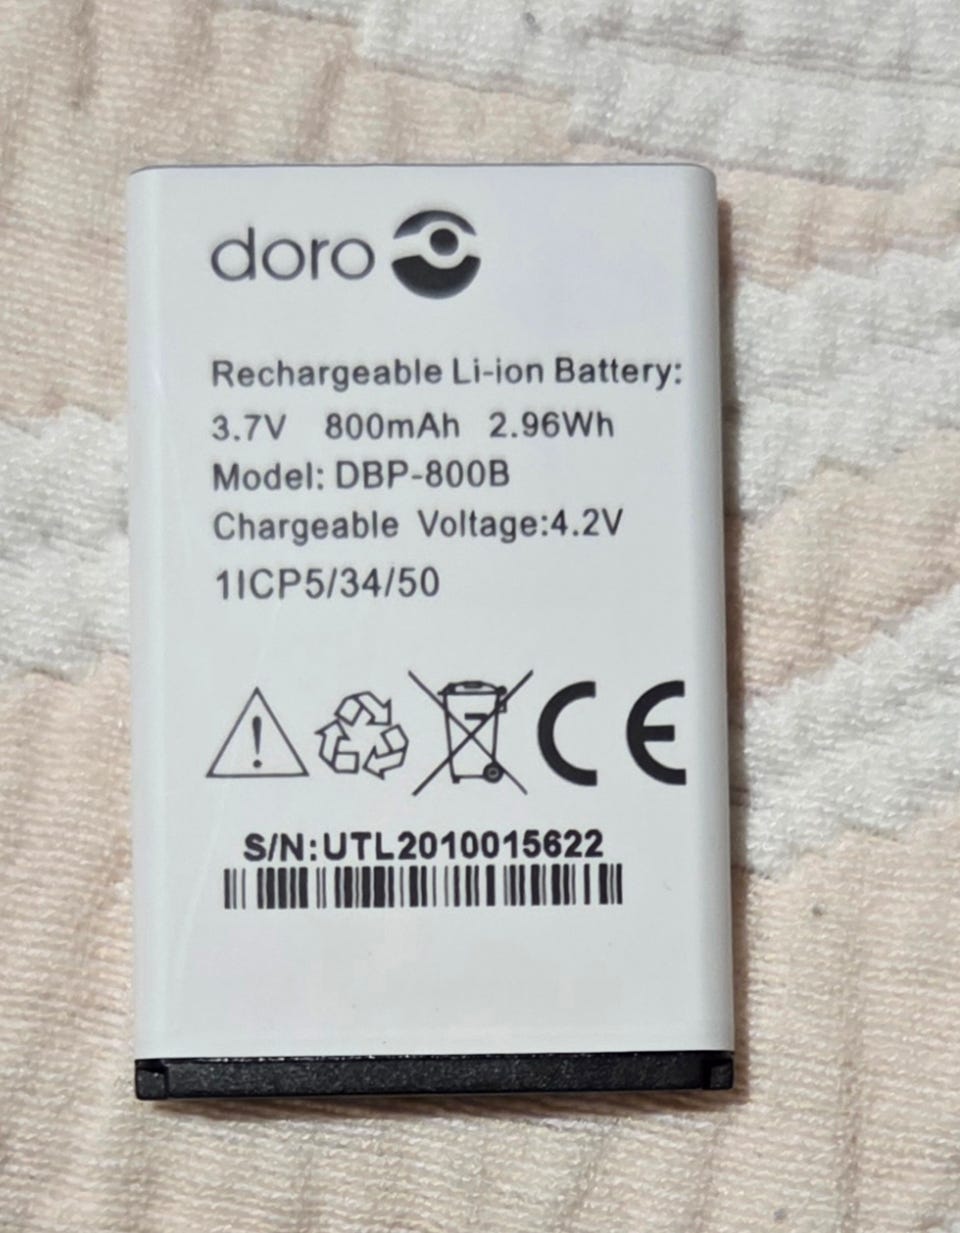 doro
Rechargeable Li-ion Battery:
3.7V 800mAh 2.96Wh
Model: DBP-800B
Chargeable Voltage:4.2V
1ICP5/34/50
CE
S/N:UTL2010015622